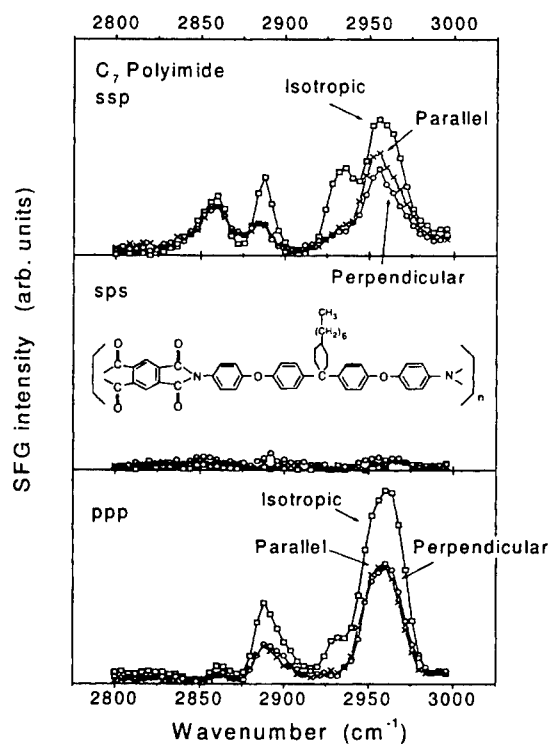 2800 2850 2900 2950 3000
C7 Polyimide
ssp
Isotropic
Parallel
Perpendicular
sps
CH3
(CH2)6
O O
C C
N O C O N
C C
O O
n
ppp
Isotropic
Parallel
Perpendicular
2800 2850 2900 2950 3000
Wavenumber (cm-1)
SFG intensity (arb. units)